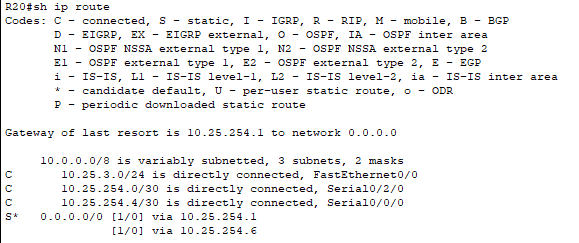 R20#sh ip route
Codes: C - connected, S - static, I - IGRP, R - RIP, M - mobile, B - BGP
       D - EIGRP, EX - EIGRP external, O - OSPF, IA - OSPF inter area
       N1 - OSPF NSSA external type 1, N2 - OSPF NSSA external type 2
       E1 - OSPF external type 1, E2 - OSPF external type 2, E - EGP
       i - IS-IS, L1 - IS-IS level-1, L2 - IS-IS level-2, ia - IS-IS inter area
       * - candidate default, U - per-user static route, o - ODR
       P - periodic downloaded static route
Gateway of last resort is 10.25.254.1 to network 0.0.0.0
     10.0.0.0/8 is variably subnetted, 3 subnets, 2 masks
C       10.25.3.0/24 is directly connected, FastEthernet0/0
C       10.25.254.0/30 is directly connected, Serial0/2/0
C       10.25.254.4/30 is directly connected, Serial0/0/0
S*   0.0.0.0/0 [1/0] via 10.25.254.1
               [1/0] via 10.25.254.6